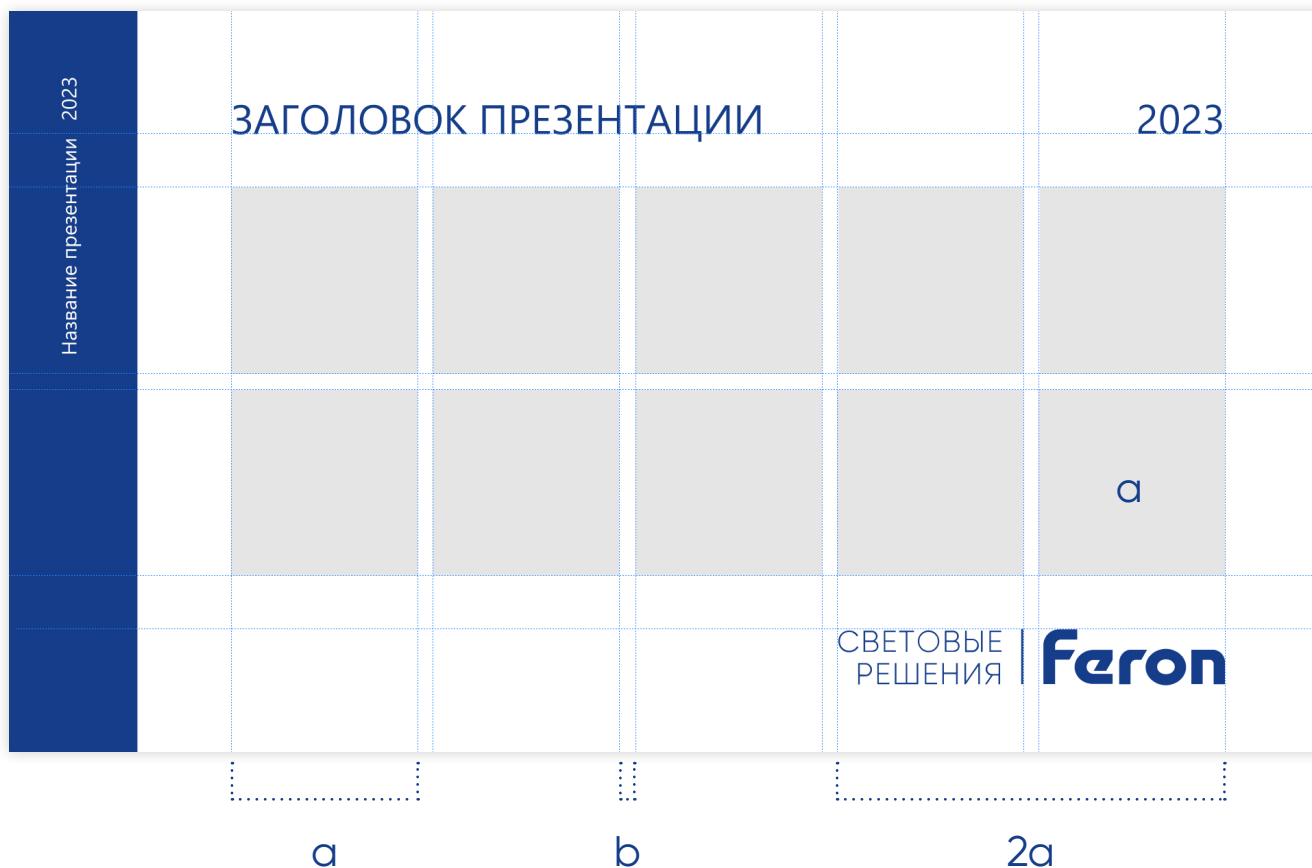 Название презентации 2023
ЗАГОЛОВОК ПРЕЗЕНТАЦИИ 2023
a
СВЕТОВЫЕ
РЕШЕНИЯ
Feron
a b 2a